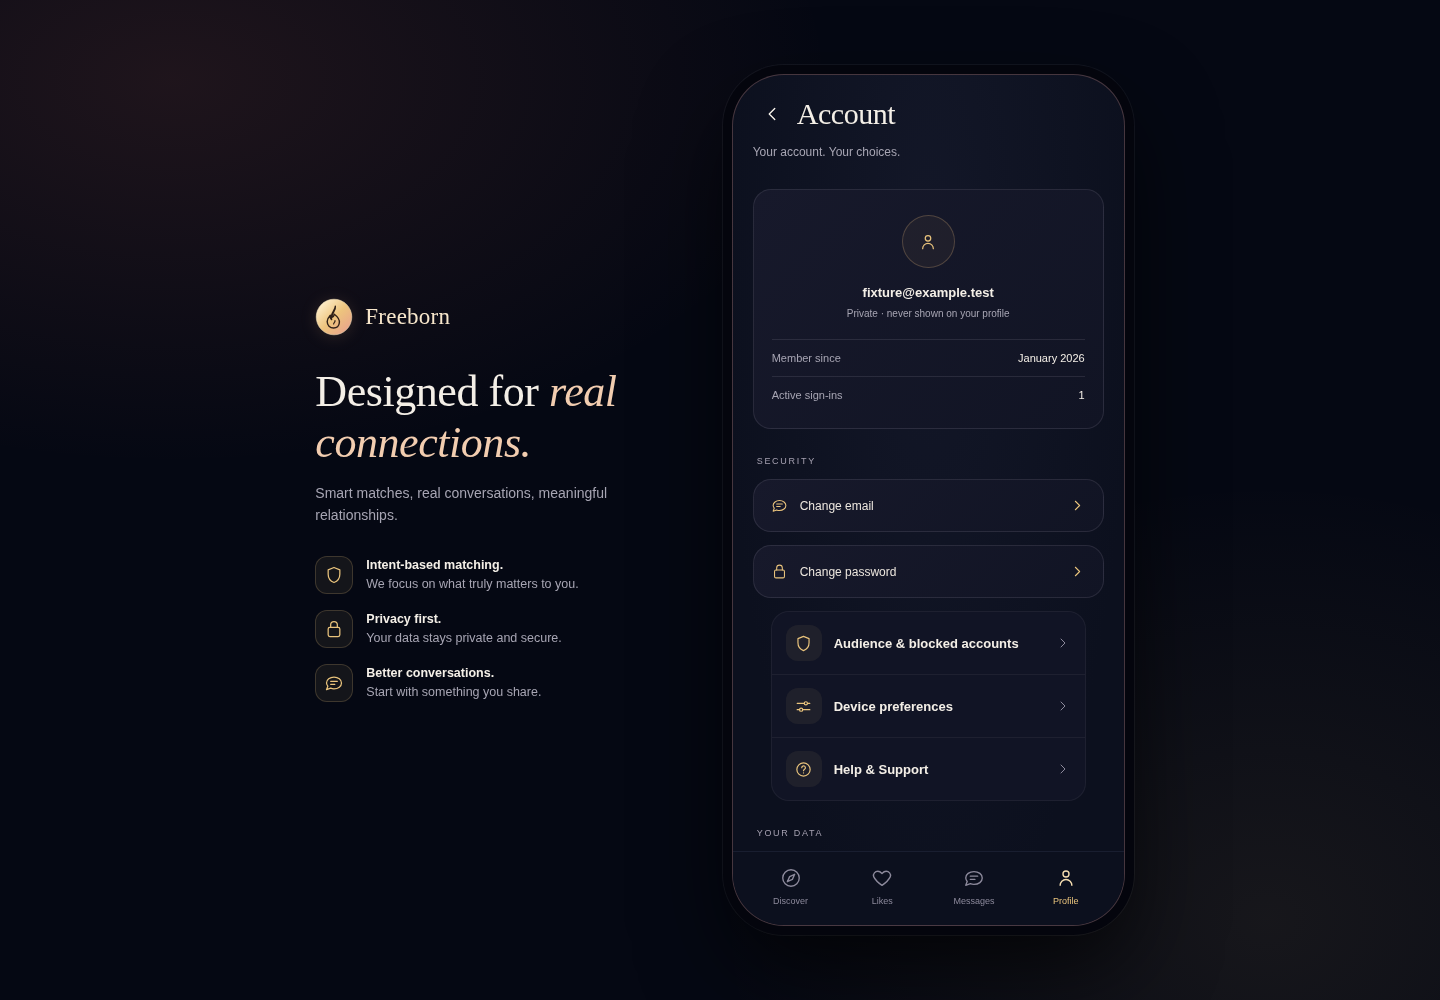 Freeborn
Designed for real
connections.
Smart matches, real conversations, meaningful
relationships.
Intent-based matching.
We focus on what truly matters to you.
Privacy first.
Your data stays private and secure.
Better conversations.
Start with something you share.
Account
Your account. Your choices.
fixture@example.test
Private · never shown on your profile
Member since January 2026
Active sign-ins 1
SECURITY
Change email
Change password
Audience & blocked accounts
Device preferences
Help & Support
YOUR DATA
Discover Likes Messages Profile